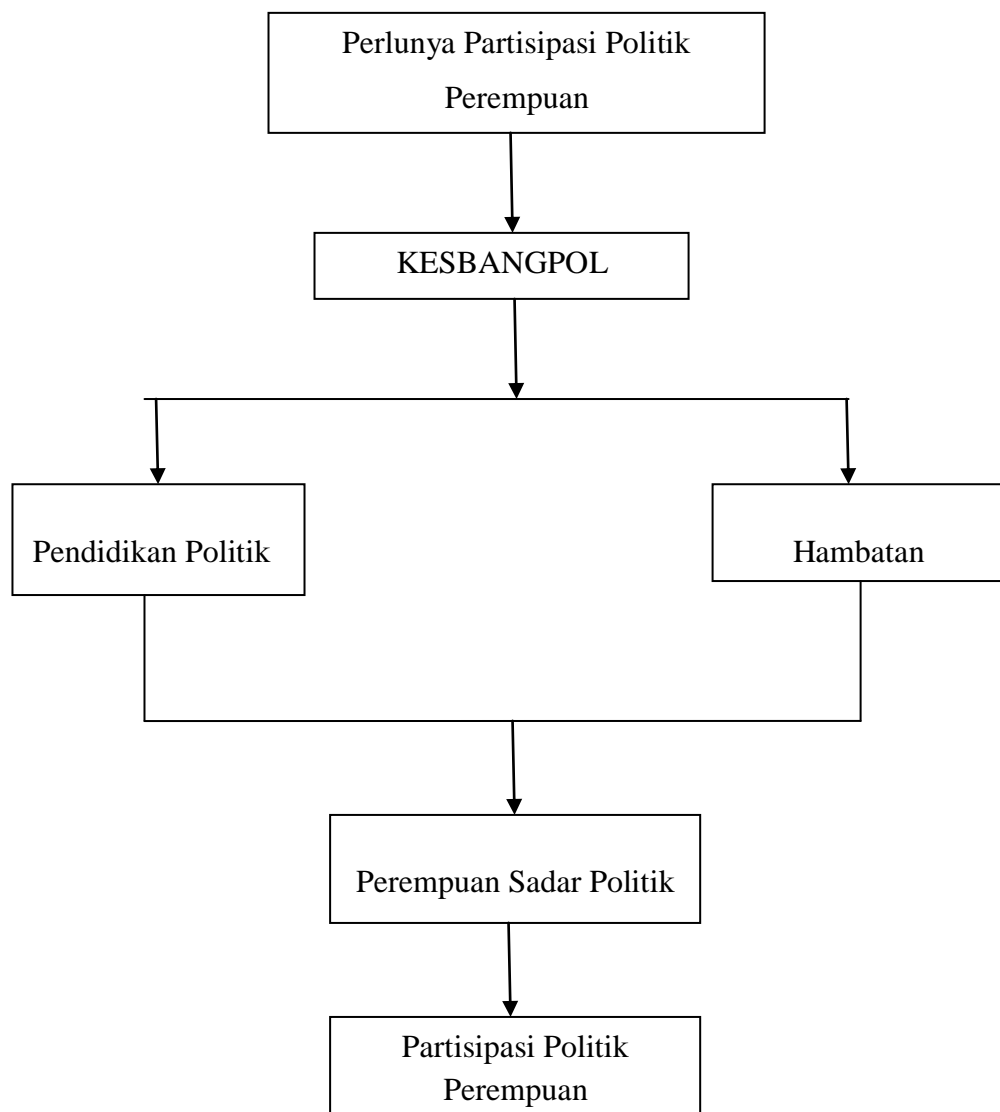 Perlunya Partisipasi Politik
Perempuan
KESBANGPOL
Pendidikan Politik
Hambatan
Perempuan Sadar Politik
Partisipasi Politik
Perempuan